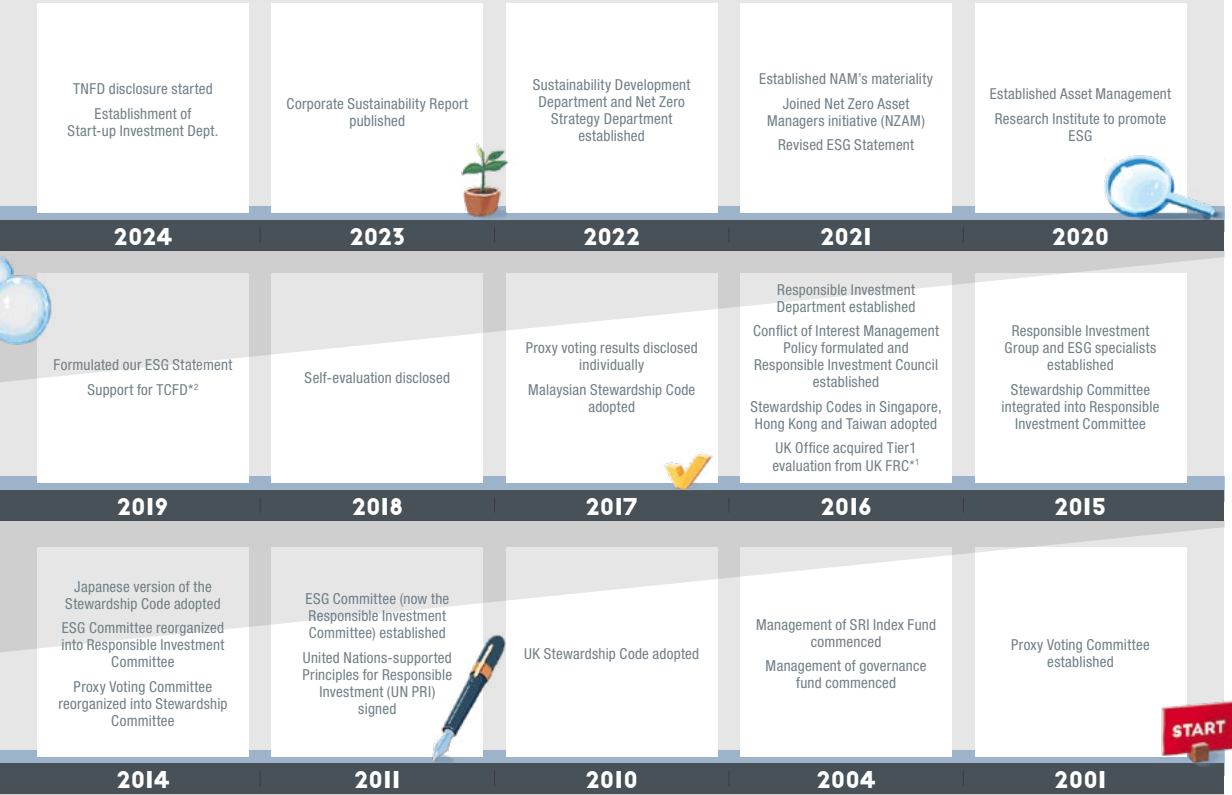 TNFD disclosure started
Establishment of
Start-up Investment Dept.
2024
Corporate Sustainability Report
published
2023
Sustainability Development
Department and Net Zero
Strategy Department
established
2022
Established NAM's materiality
Joined Net Zero Asset
Managers initiative (NZAM)
Revised ESG Statement
2021
Established Asset Management
Research Institute to promote
ESG
2020
Formulated our ESG Statement
Support for TCFD*2
2019
Self-evaluation disclosed
2018
Proxy voting results disclosed
individually
Malaysian Stewardship Code
adopted
2017
Responsible Investment
Department established
Conflict of Interest Management
Policy formulated and
Responsible Investment Council
established
Stewardship Codes in Singapore,
Hong Kong and Taiwan adopted
UK Office acquired Tier1
evaluation from UK FRC*1
2016
Responsible Investment
Group and ESG specialists
established
Stewardship Committee
integrated into Responsible
Investment Committee
2015
Japanese version of the
Stewardship Code adopted
ESG Committee reorganized
into Responsible Investment
Committee
Proxy Voting Committee
reorganized into Stewardship
Committee
2014
ESG Committee (now the
Responsible Investment
Committee) established
United Nations-supported
Principles for Responsible
Investment (UN PRI)
signed
2011
UK Stewardship Code adopted
2010
Management of SRI Index Fund
commenced
Management of governance
fund commenced
2004
Proxy Voting Committee
established
START
2001